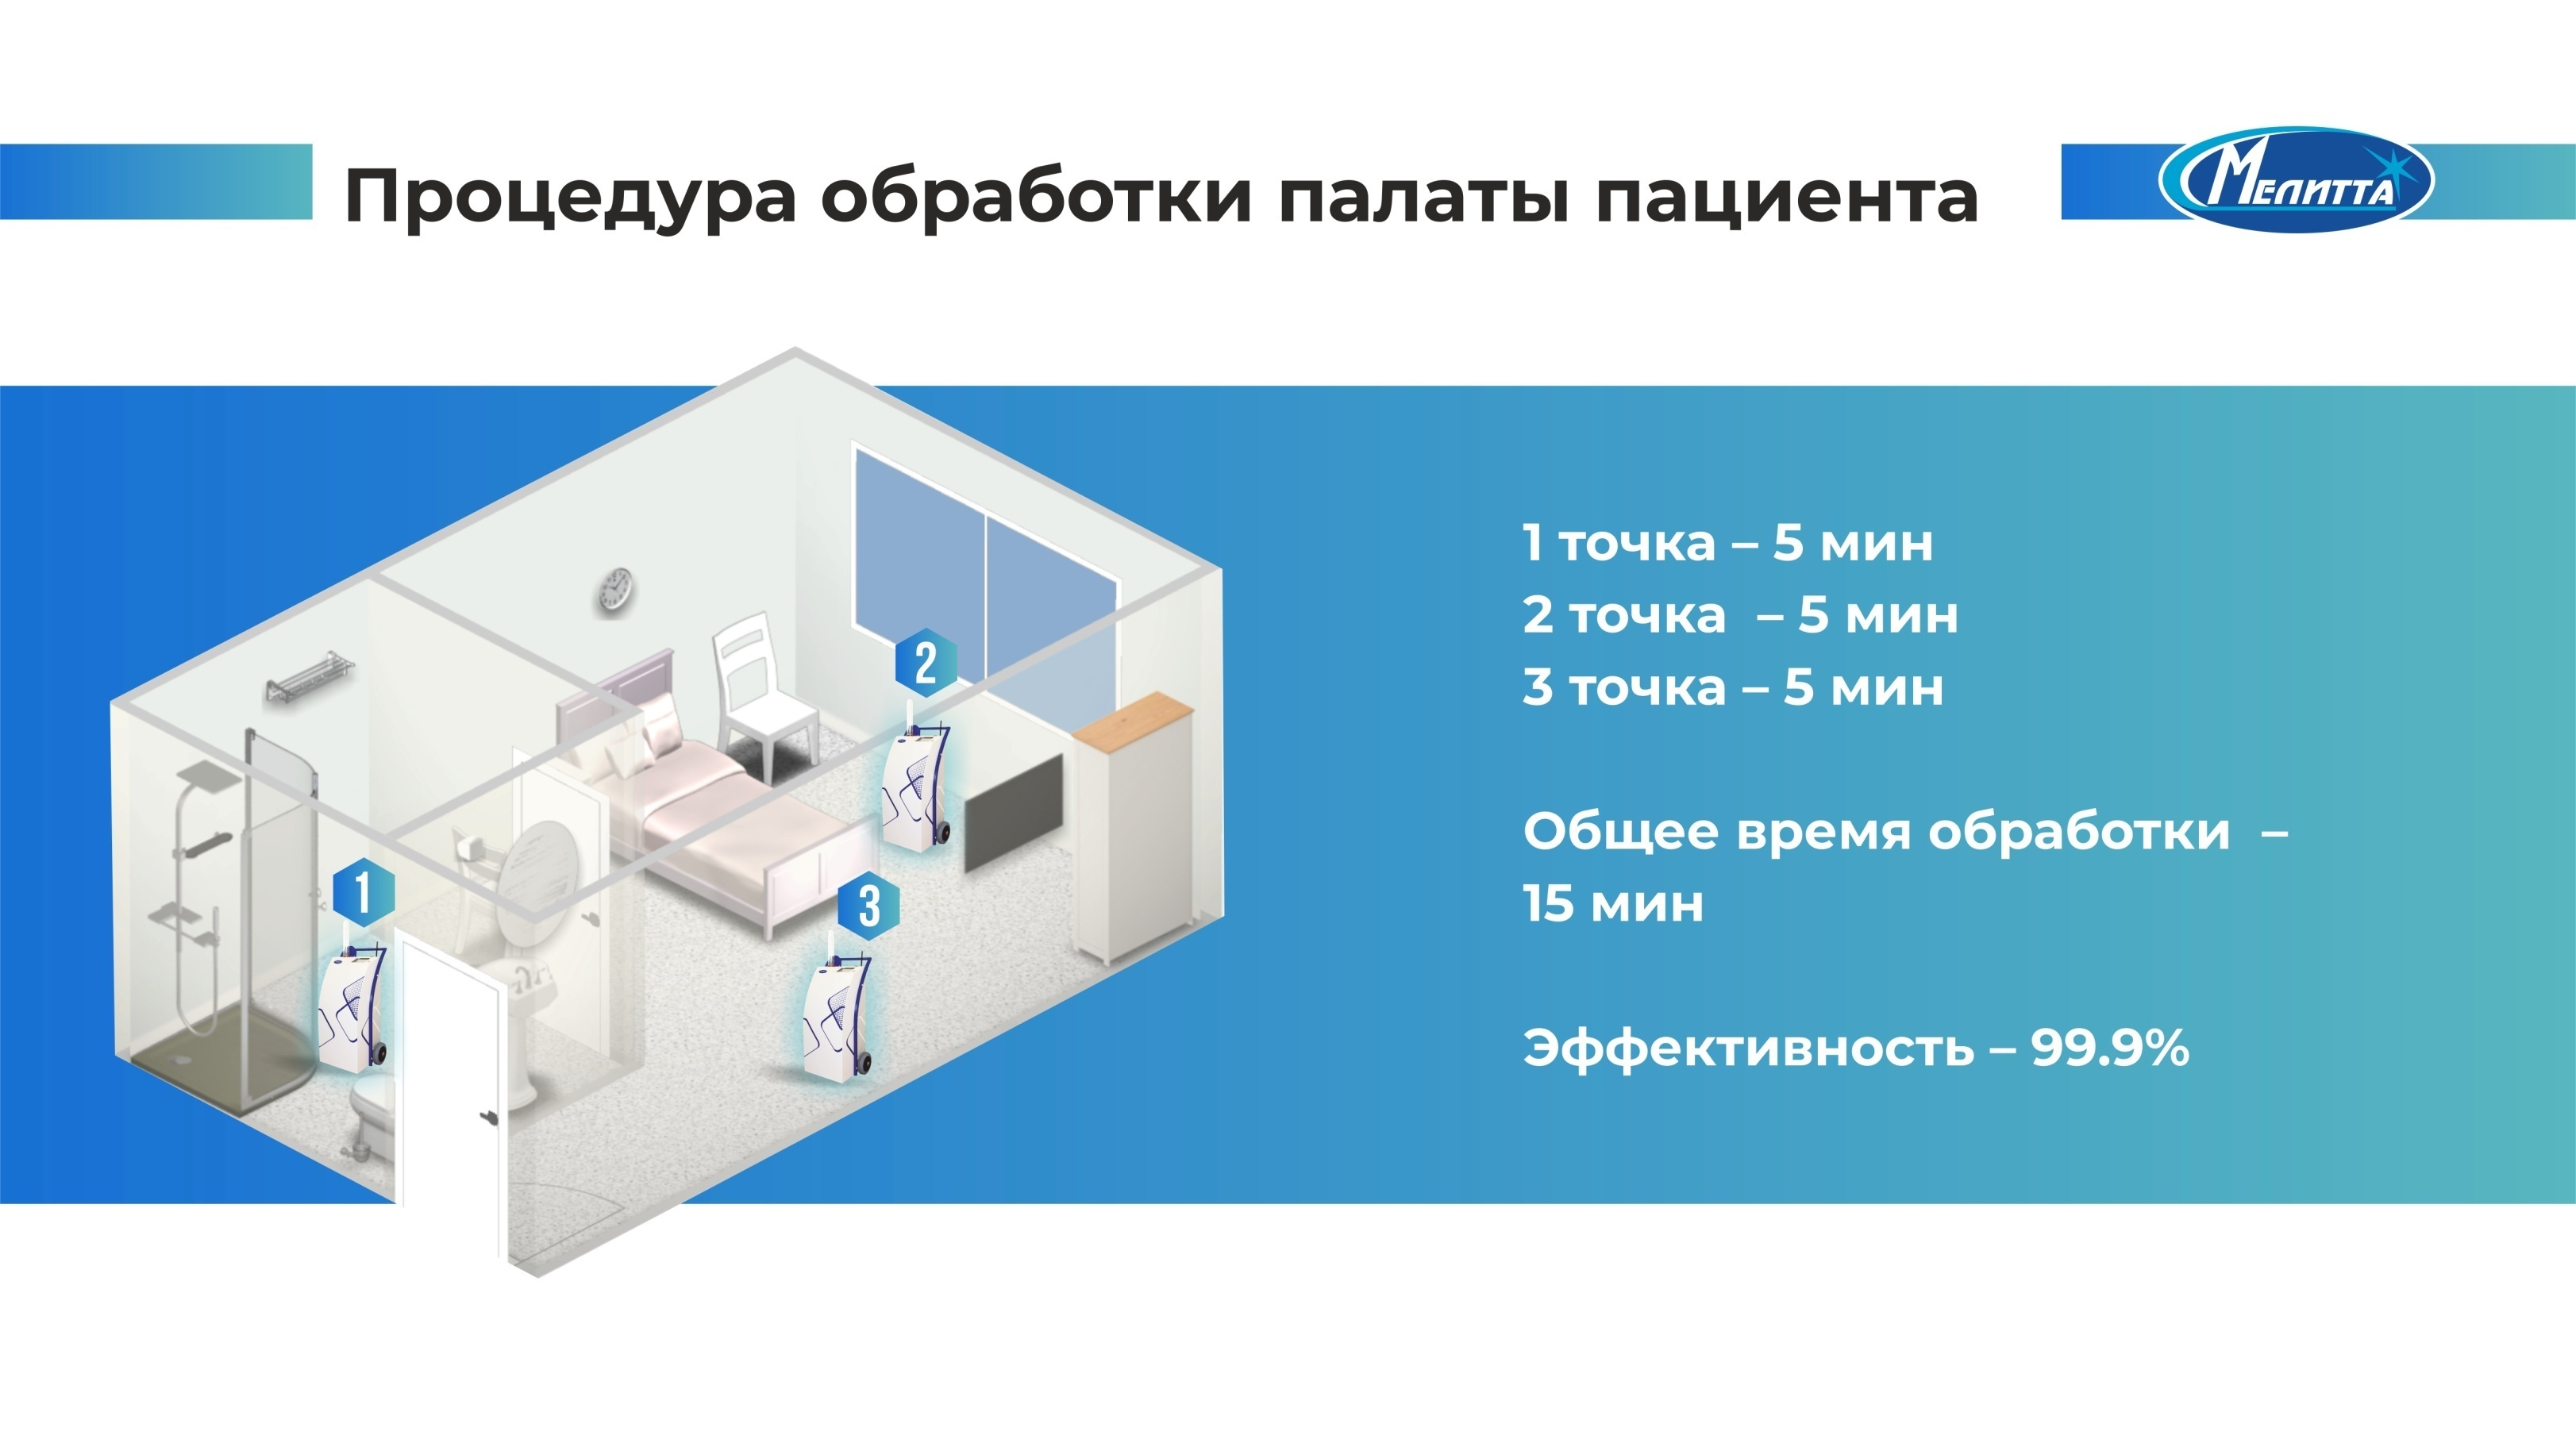 Процедура обработки палаты пациента
Мелитта
1 точка – 5 мин
2 точка – 5 мин
3 точка – 5 мин
Общее время обработки –
15 мин
Эффективность – 99.9%
2
1
3